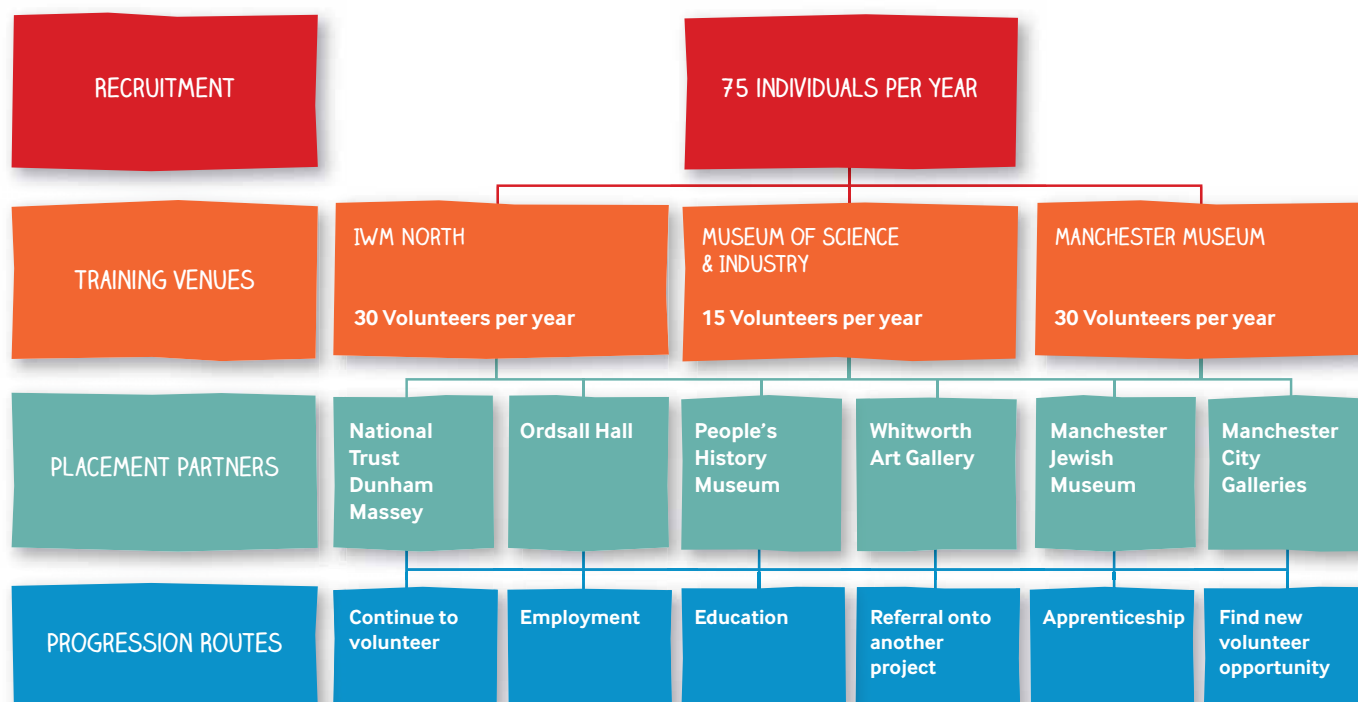 RECRUITMENT
75 INDIVIDUALS PER YEAR
TRAINING VENUES
IWM NORTH
30 Volunteers per year
MUSEUM OF SCIENCE
& INDUSTRY
15 Volunteers per year
MANCHESTER MUSEUM
30 Volunteers per year
PLACEMENT PARTNERS
National
Trust
Dunham
Massey
Ordsall Hall
People’s
History
Museum
Whitworth
Art Gallery
Manchester
Jewish
Museum
Manchester
City
Galleries
PROGRESSION ROUTES
Continue to
volunteer
Employment
Education
Referral onto
another
project
Apprenticeship
Find new
volunteer
opportunity